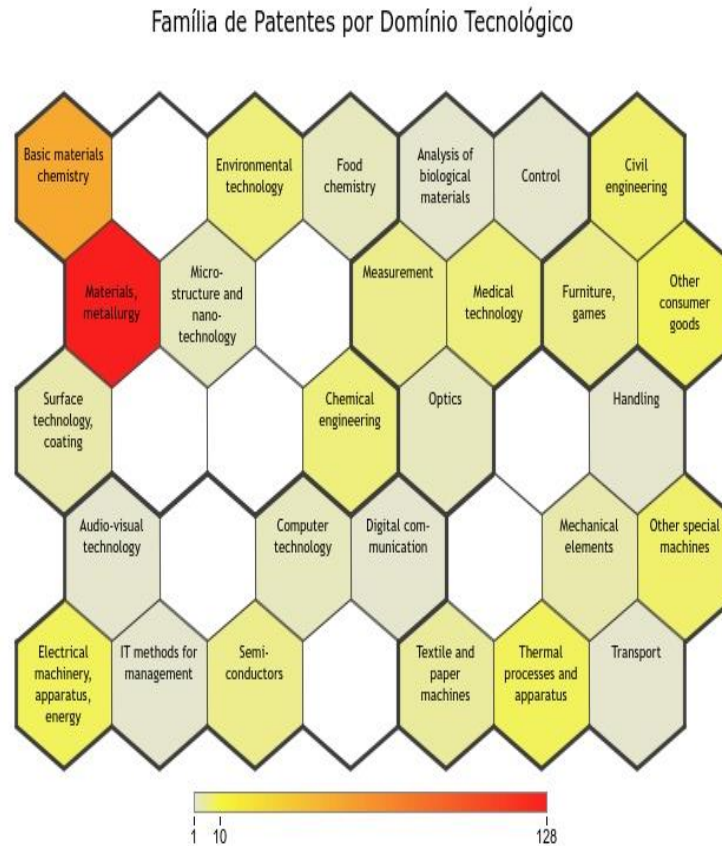 Família de Patentes por Domínio Tecnológico
Basic materials
chemistry
Environmental
technology
Food
chemistry
Analysis of
biological
materials
Control
Civil
engineering
Materials,
metallurgy
Micro-
structure and
nano-
technology
Measurement
Medical
technology
Furniture,
games
Other
consumer
goods
Surface
technology,
coating
Chemical
engineering
Optics
Handling
Audio-visual
technology
Computer
technology
Digital com-
munication
Mechanical
elements
Other special
machines
Electrical
machinery,
apparatus,
energy
IT methods for
management
Semi-
conductors
Textile and
paper
machines
Thermal
processes and
apparatus
Transport
1 10 128